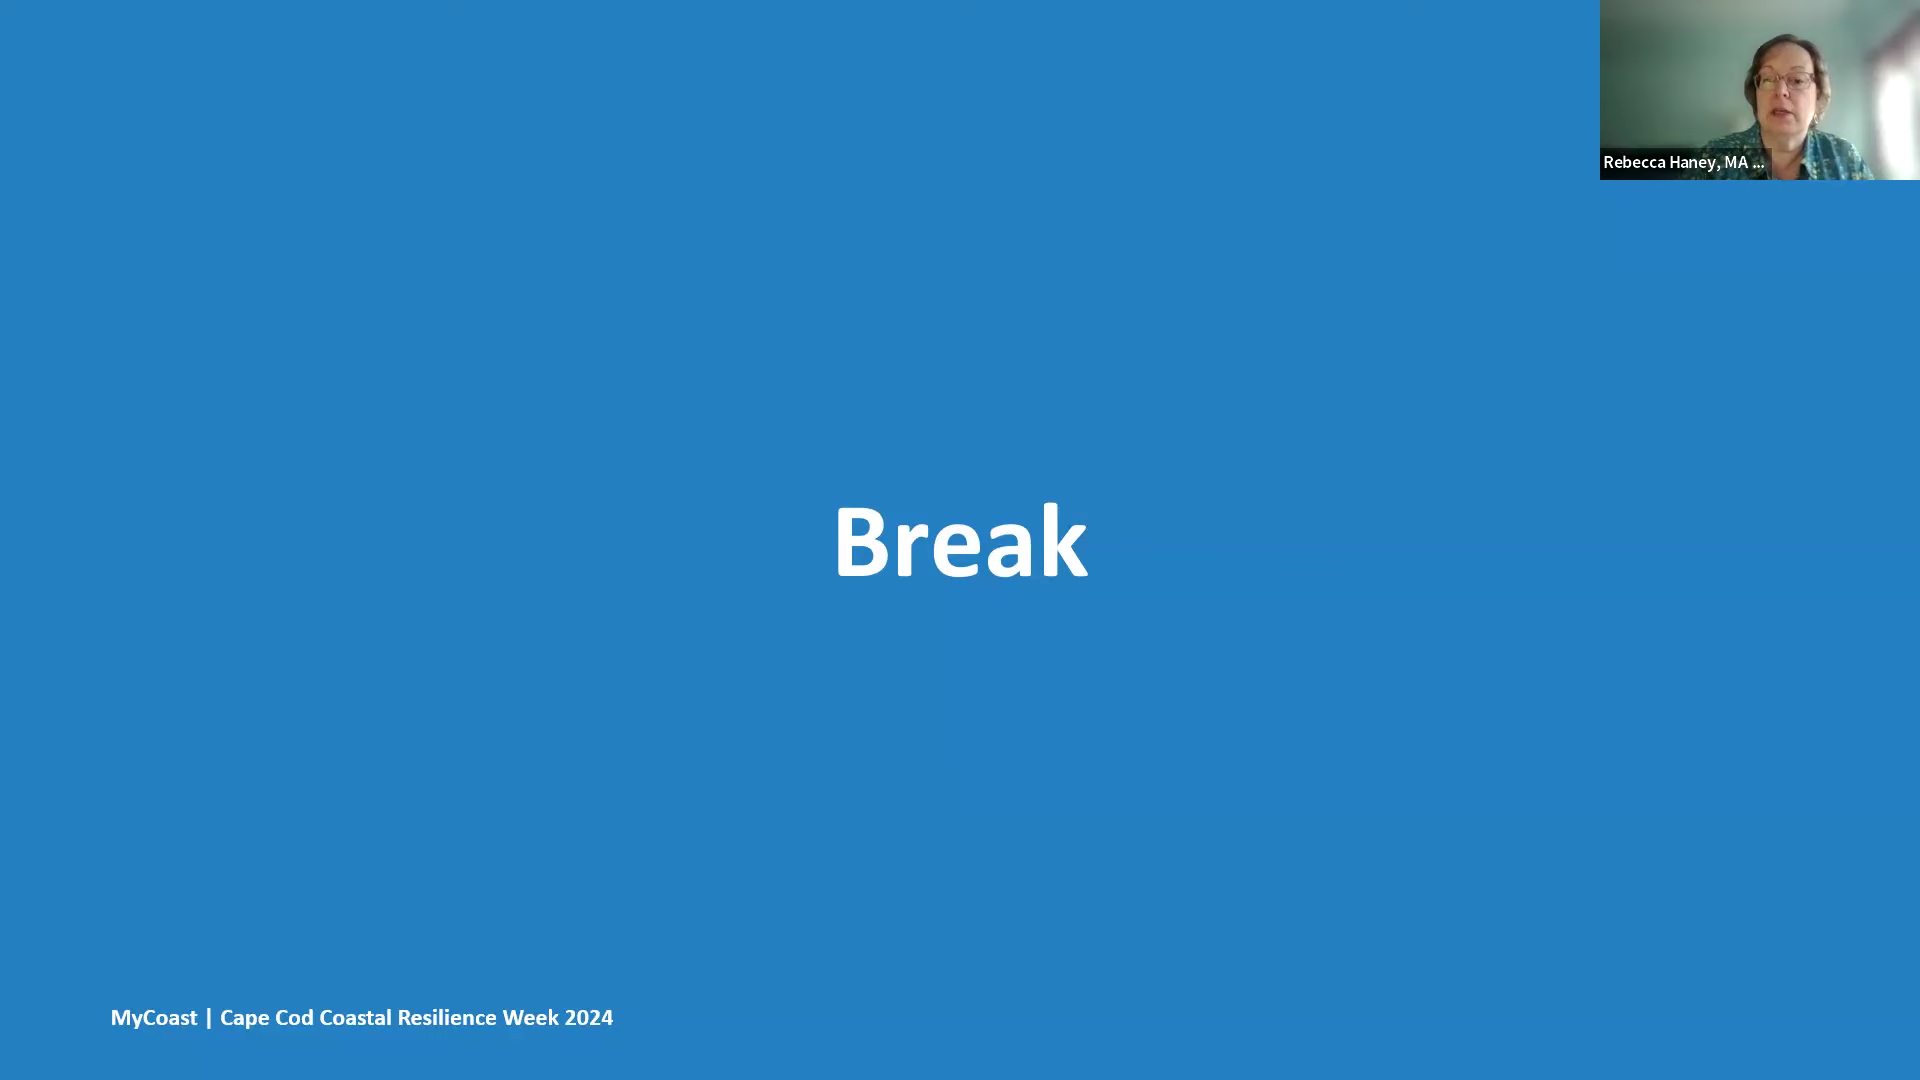 Rebecca Haney, MA ...
Break
MyCoast | Cape Cod Coastal Resilience Week 2024